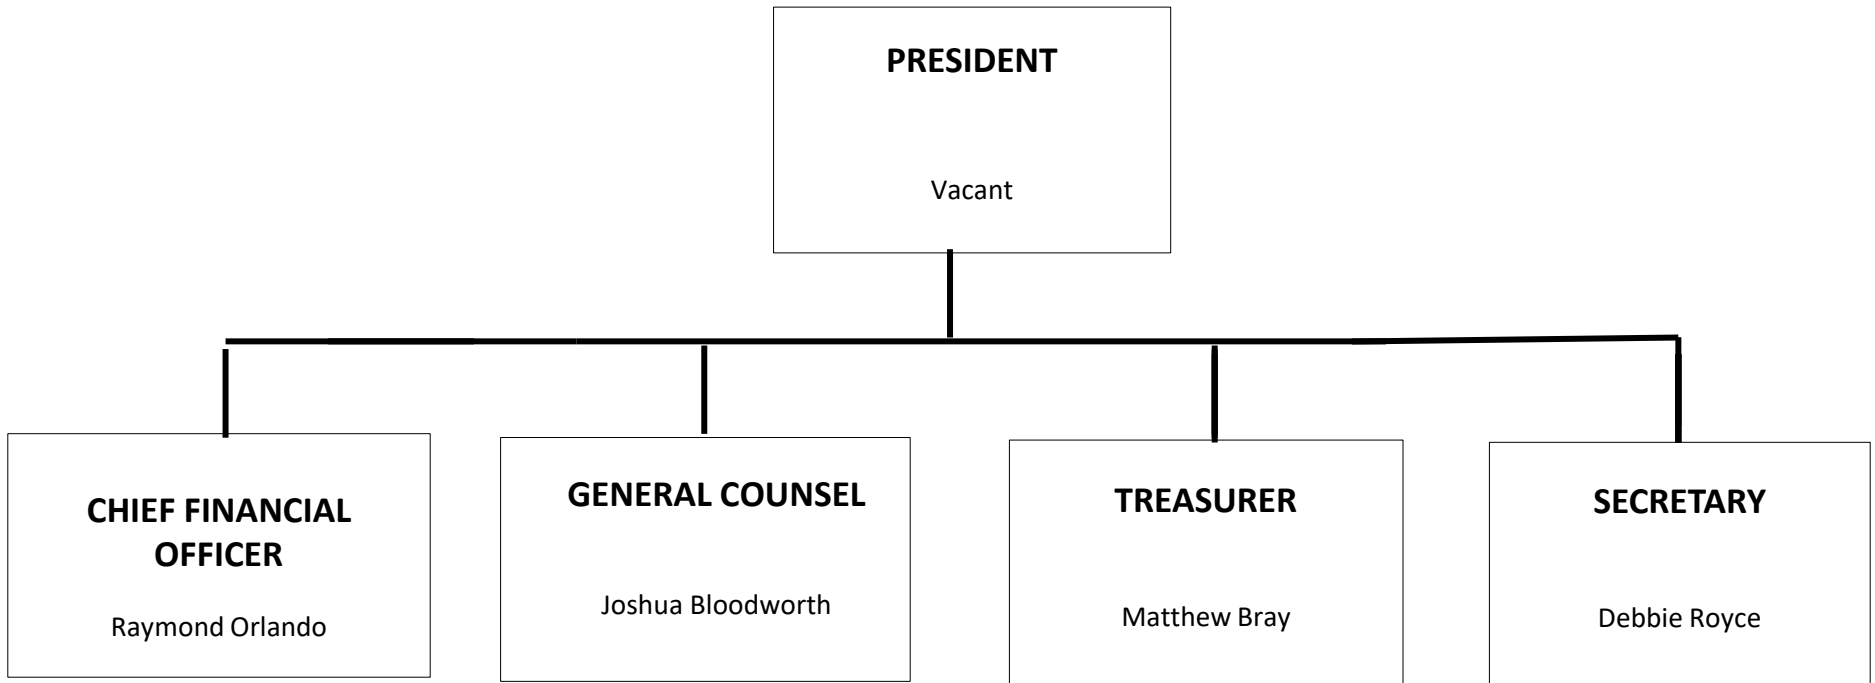 PRESIDENT
Vacant
CHIEF FINANCIAL
OFFICER
Raymond Orlando
GENERAL COUNSEL
Joshua Bloodworth
TREASURER
Matthew Bray
SECRETARY
Debbie Royce